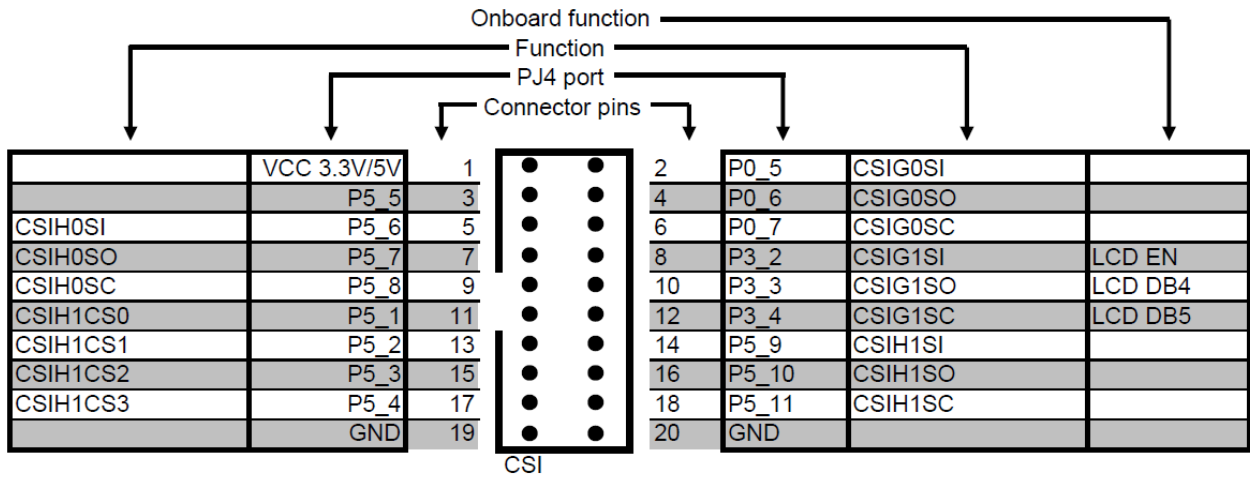 Onboard function
Function
PJ4 port
Connector pins
VCC 3.3V/5V 1 2 P0_5 CSIG0SI
P5_5 3 4 P0_6 CSIG0SO
CSIH0SI P5_6 5 6 P0_7 CSIG0SC
CSIH0SO P5_7 7 8 P3_2 CSIG1SI LCD EN
CSIH0SC P5_8 9 10 P3_3 CSIG1SO LCD DB4
CSIH1CS0 P5_1 11 12 P3_4 CSIG1SC LCD DB5
CSIH1CS1 P5_2 13 14 P5_9 CSIH1SI
CSIH1CS2 P5_3 15 16 P5_10 CSIH1SO
CSIH1CS3 P5_4 17 18 P5_11 CSIH1SC
GND 19 20 GND
CSI